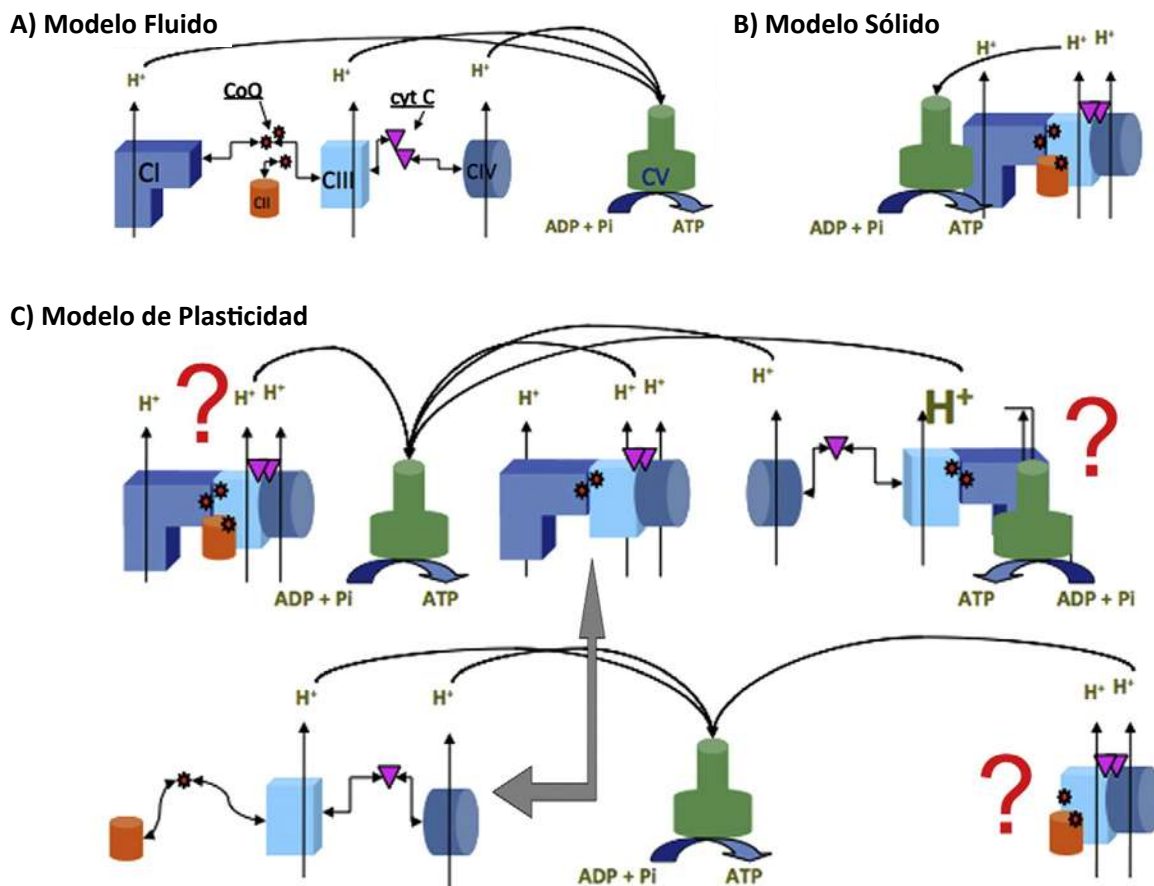 A) Modelo Fluido
H⁺ H⁺ H⁺
CoQ cyt C
CI CII CIII CIV CV
ADP + Pi ATP
B) Modelo Sólido
H⁺ H⁺ H⁺
ADP + Pi ATP
C) Modelo de Plasticidad
H⁺ ? H⁺ H⁺ H⁺ H⁺ H⁺ H⁺ H⁺ ?
ADP + Pi ATP ATP ADP + Pi
H⁺ H⁺ H⁺ H⁺
?
ADP + Pi ATP